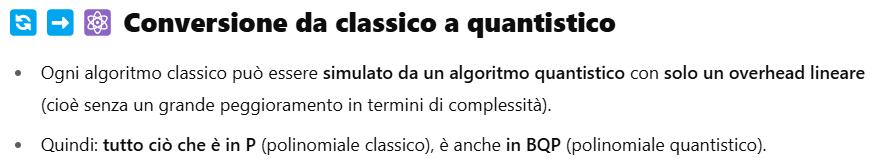 Conversione da classico a quantistico
• Ogni algoritmo classico può essere simulato da un algoritmo quantistico con solo un overhead lineare
(cioè senza un grande peggioramento in termini di complessità).
• Quindi: tutto ciò che è in P (polinomiale classico), è anche in BQP (polinomiale quantistico).